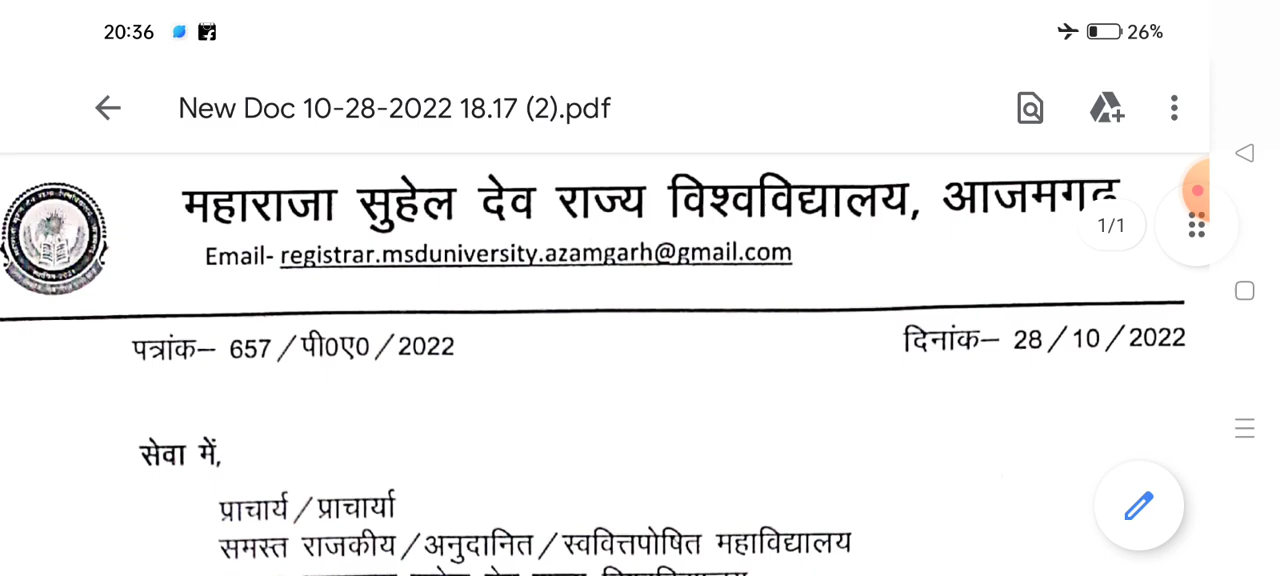 20:36 26%
New Doc 10-28-2022 18.17 (2).pdf
महाराजा सुहेल देव राज्य विश्वविद्यालय, आजमगढ़
1/1
Email- registrar.msduniversity.azamgarh@gmail.com
पत्रांक– 657/पी0ए0/2022 दिनांक– 28/10/2022
सेवा में,
प्राचार्य/प्राचार्या
समस्त राजकीय/अनुदानित/स्ववित्तपोषित महाविद्यालय